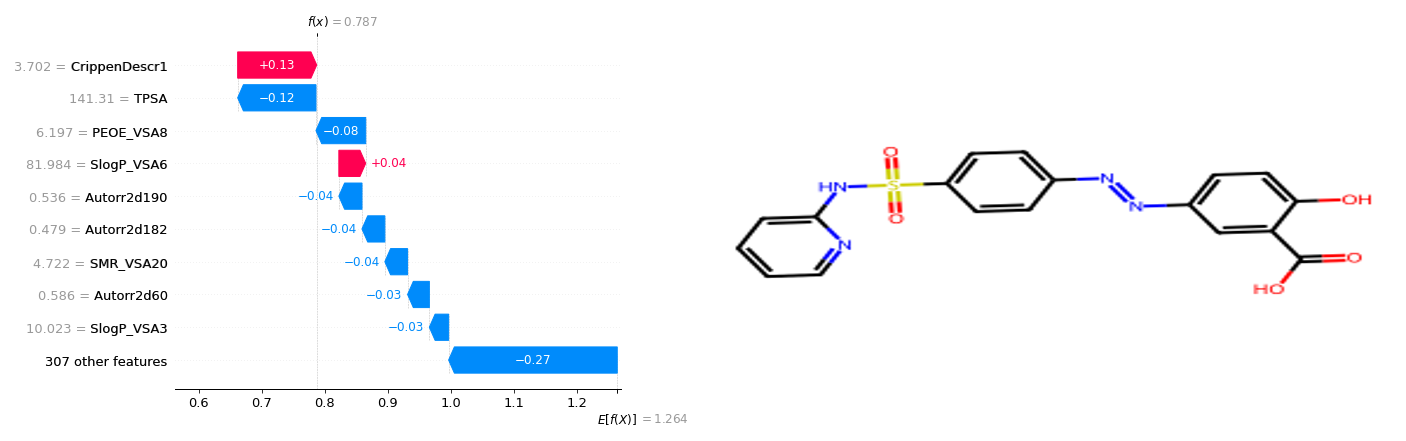 f(x) = 0.787
3.702 = CrippenDescr1 +0.13
141.31 = TPSA −0.12
6.197 = PEOE_VSA8 −0.08
81.984 = SlogP_VSA6 +0.04
0.536 = Autorr2d190 −0.04
0.479 = Autorr2d182 −0.04
4.722 = SMR_VSA20 −0.04
0.586 = Autorr2d60 −0.03
10.023 = SlogP_VSA3 −0.03
307 other features −0.27
0.6 0.7 0.8 0.9 1.0 1.1 1.2
E[f(X)] = 1.264
O
HN
S
O
N
N
N
OH
O
HO